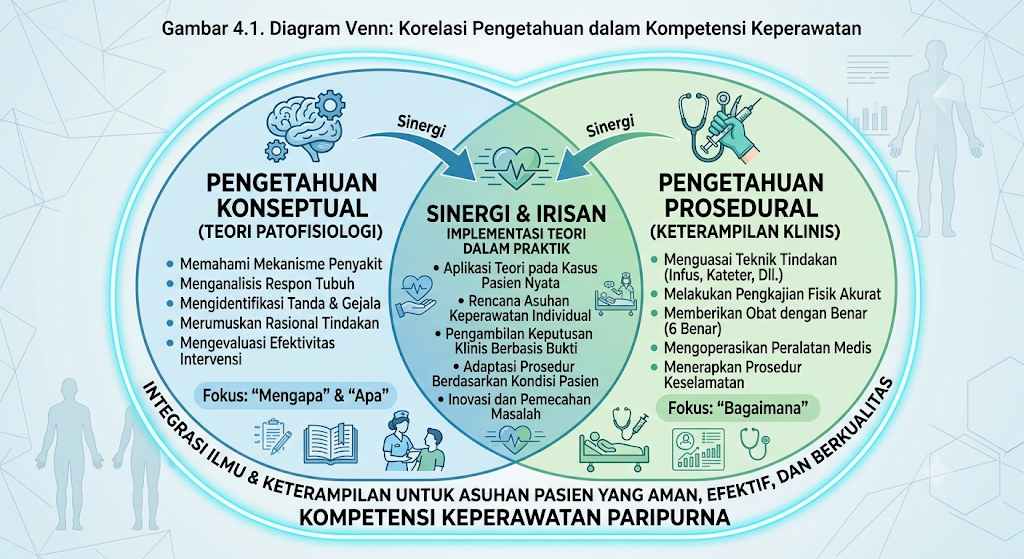 Gambar 4.1. Diagram Venn: Korelasi Pengetahuan dalam Kompetensi Keperawatan
Sinergi
Sinergi
PENGETAHUAN
KONSEPTUAL
(TEORI PATOFISIOLOGI)
• Memahami Mekanisme Penyakit
• Menganalisis Respon Tubuh
• Mengidentifikasi Tanda & Gejala
• Merumuskan Rasional Tindakan
• Mengevaluasi Efektivitas
Intervensi
Fokus: “Mengapa” & “Apa”
SINERGI & IRISAN
IMPLEMENTASI TEORI
DALAM PRAKTIK
• Aplikasi Teori pada Kasus
Pasien Nyata
• Rencana Asuhan
Keperawatan Individual
• Pengambilan Keputusan
Klinis Berbasis Bukti
• Adaptasi Prosedur
Berdasarkan Kondisi Pasien
• Inovasi dan Pemecahan
Masalah
PENGETAHUAN
PROSEDURAL
(KETERAMPILAN KLINIS)
• Menguasai Teknik Tindakan
(Infus, Kateter, Dll.)
• Melakukan Pengkajian Fisik Akurat
• Memberikan Obat dengan Benar
(6 Benar)
• Mengoperasikan Peralatan Medis
• Menerapkan Prosedur
Keselamatan
Fokus: “Bagaimana”
INTEGRASI ILMU & KETERAMPILAN UNTUK ASUHAN PASIEN YANG AMAN, EFEKTIF, DAN BERKUALITAS
KOMPETENSI KEPERAWATAN PARIPURNA